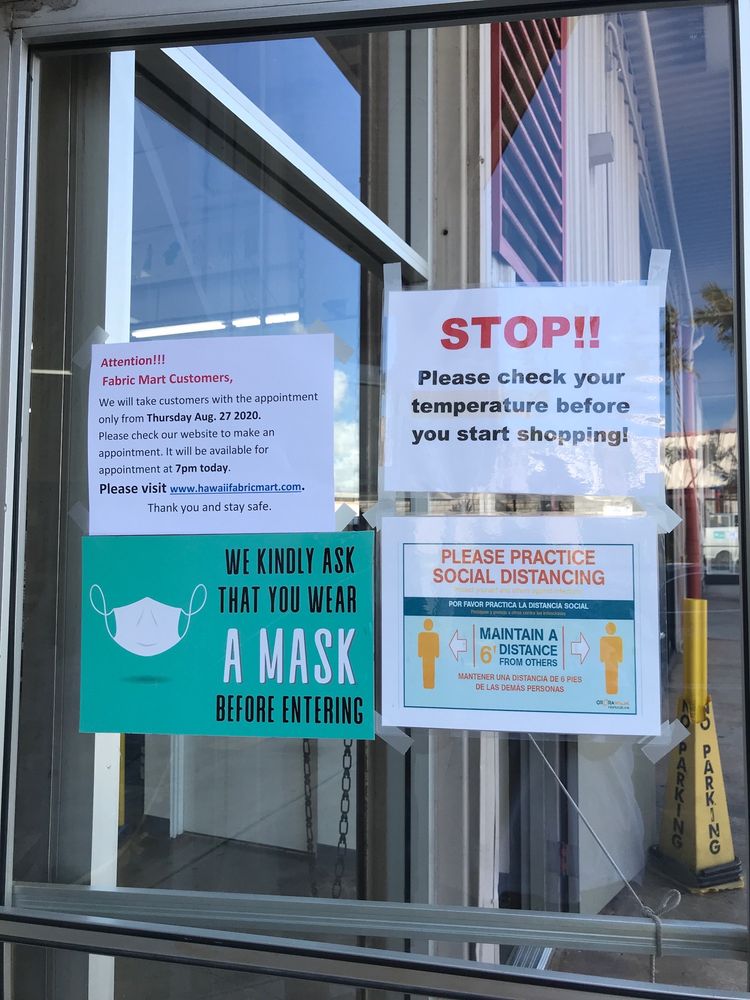 Attention!!!
Fabric Mart Customers,
We will take customers with the appointment
only from Thursday Aug. 27 2020.
Please check our website to make an
appointment. It will be available for
appointment at 7pm today.
Please visit www.hawaiifabricmart.com.
Thank you and stay safe.
STOP!!
Please check your
temperature before
you start shopping!
WE KINDLY ASK
THAT YOU WEAR
A MASK
BEFORE ENTERING
PLEASE PRACTICE
SOCIAL DISTANCING
POR FAVOR PRACTICA LA DISTANCIA SOCIAL
MAINTAIN A
6' DISTANCE
FROM OTHERS
MANTENER UNA DISTANCIA DE 6 PIES
DE LAS DEMÁS PERSONAS
NO PARKING
NO PARKING